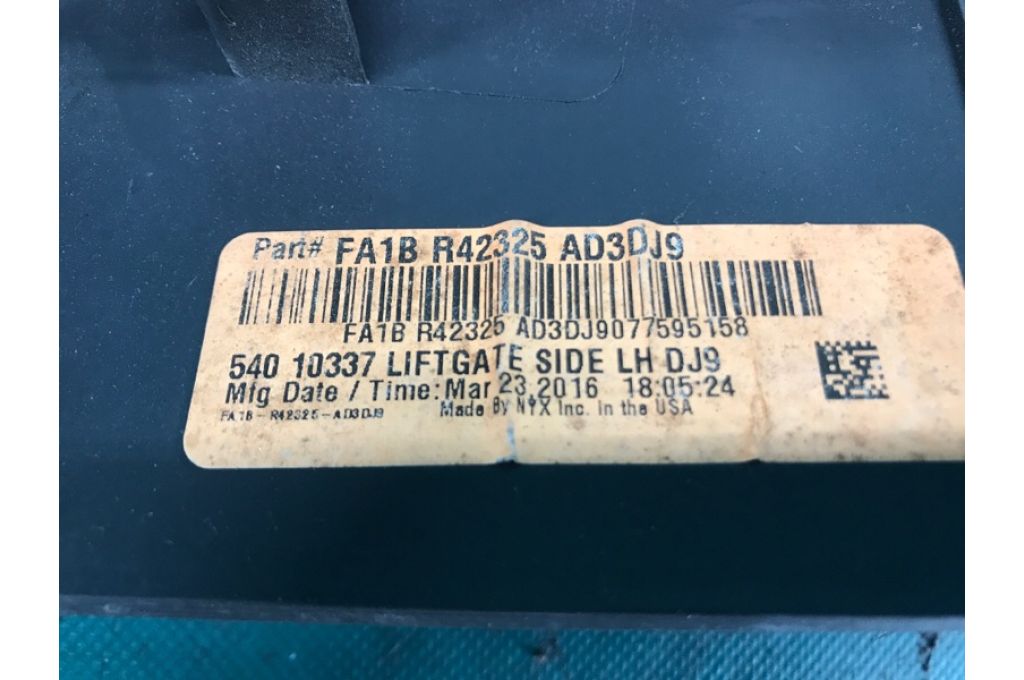 Part# FA1B R42325 AD3DJ9
FA1B R42325 AD3DJ9077595158
540 10337 LIFTGATE SIDE LH DJ9
Mfg Date / Time: Mar 23,2016 18:05:24
FA1B-R42325-AD3DJ9 Made By NYX Inc. in the USA